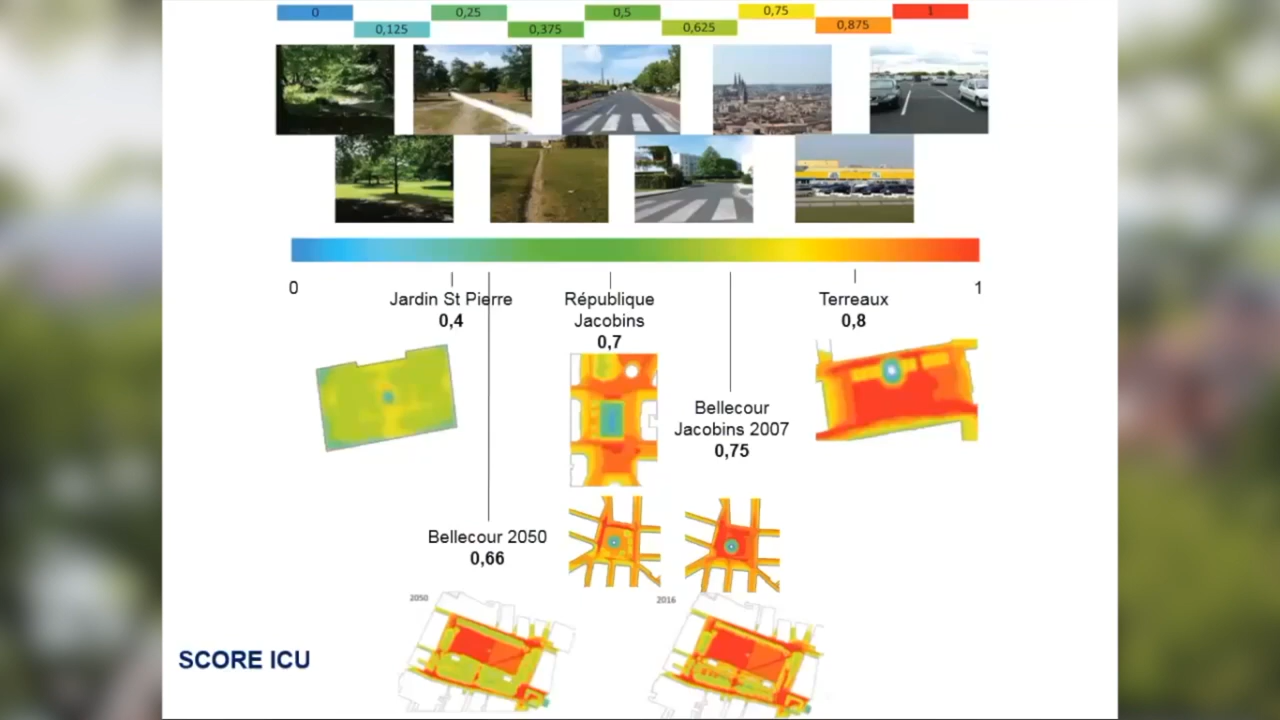 0
0,125
0,25
0,375
0,5
0,625
0,75
0,875
1
0
1
Jardin St Pierre
0,4
République
Jacobins
0,7
Terreaux
0,8
Bellecour
Jacobins 2007
0,75
Bellecour 2050
0,66
2050
2016
SCORE ICU